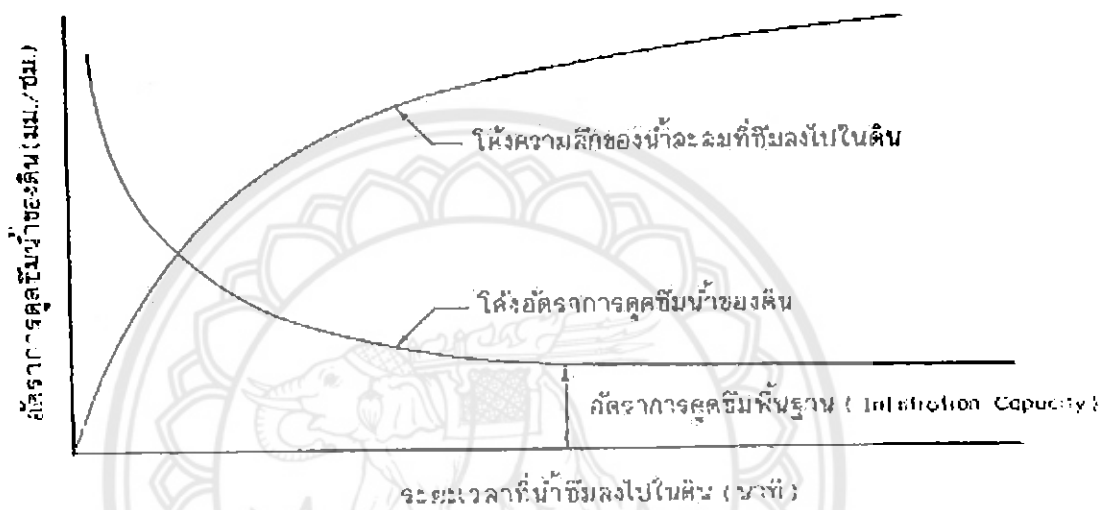 อัตราการดูดซึมน้ำของดิน(มม./ชม.)
โค้งความลึกของน้ำสะสมที่ซึมลงไปในดิน
โค้งอัตราการดูดซึมน้ำของดิน
อัตราการดูดซึมพื้นฐาน ( Infiltration Capacity )
ระยะเวลาที่น้ำซึมลงไปในดิน ( นาที )